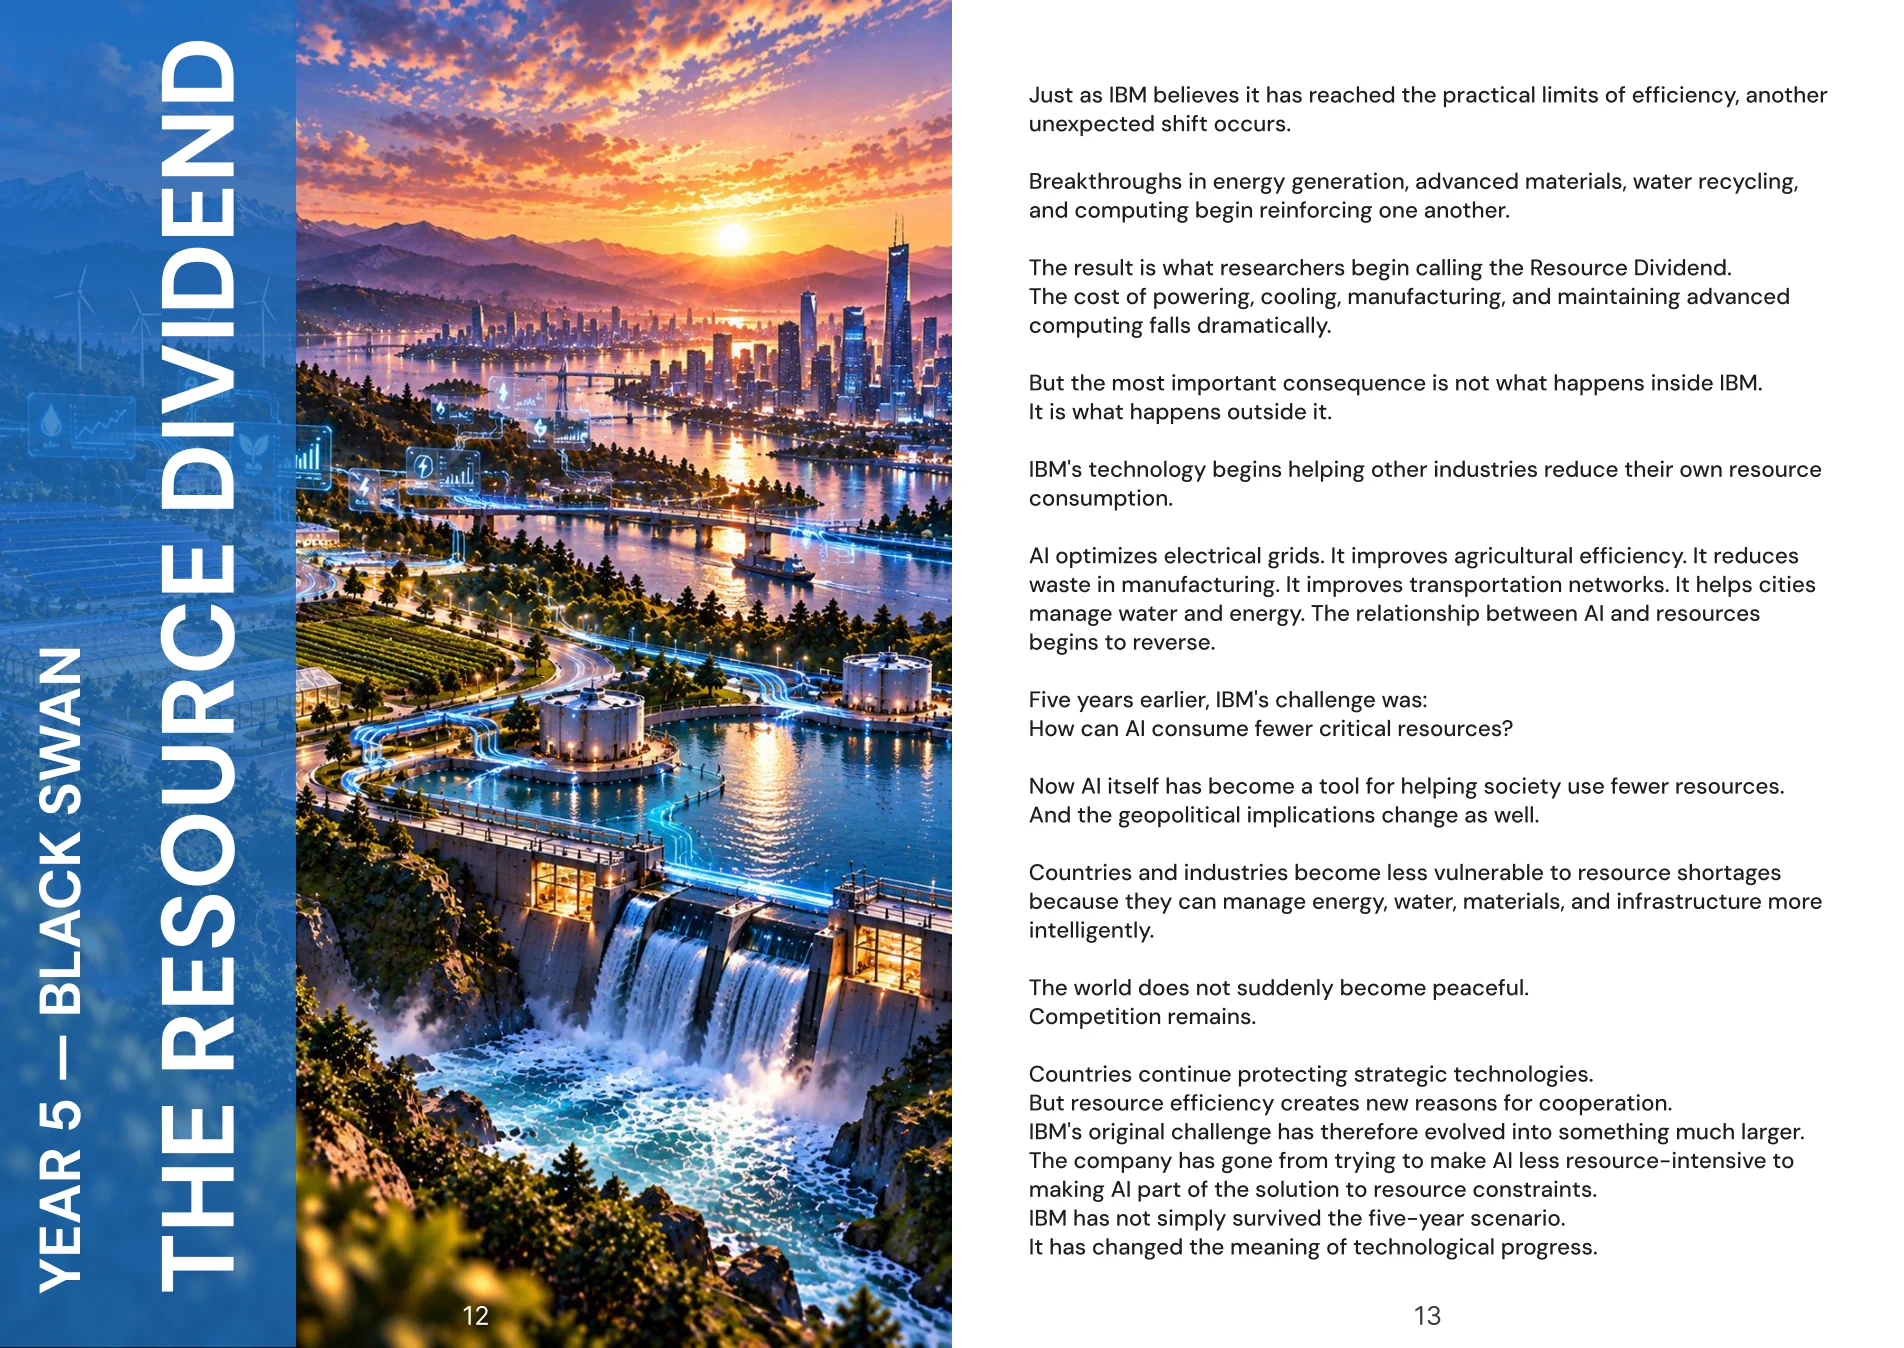 YEAR 5 — BLACK SWAN
THE RESOURCE DIVIDEND
12
Just as IBM believes it has reached the practical limits of efficiency, another
unexpected shift occurs.
Breakthroughs in energy generation, advanced materials, water recycling,
and computing begin reinforcing one another.
The result is what researchers begin calling the Resource Dividend.
The cost of powering, cooling, manufacturing, and maintaining advanced
computing falls dramatically.
But the most important consequence is not what happens inside IBM.
It is what happens outside it.
IBM's technology begins helping other industries reduce their own resource
consumption.
AI optimizes electrical grids. It improves agricultural efficiency. It reduces
waste in manufacturing. It improves transportation networks. It helps cities
manage water and energy. The relationship between AI and resources
begins to reverse.
Five years earlier, IBM's challenge was:
How can AI consume fewer critical resources?
Now AI itself has become a tool for helping society use fewer resources.
And the geopolitical implications change as well.
Countries and industries become less vulnerable to resource shortages
because they can manage energy, water, materials, and infrastructure more
intelligently.
The world does not suddenly become peaceful.
Competition remains.
Countries continue protecting strategic technologies.
But resource efficiency creates new reasons for cooperation.
IBM's original challenge has therefore evolved into something much larger.
The company has gone from trying to make AI less resource-intensive to
making AI part of the solution to resource constraints.
IBM has not simply survived the five-year scenario.
It has changed the meaning of technological progress.
13